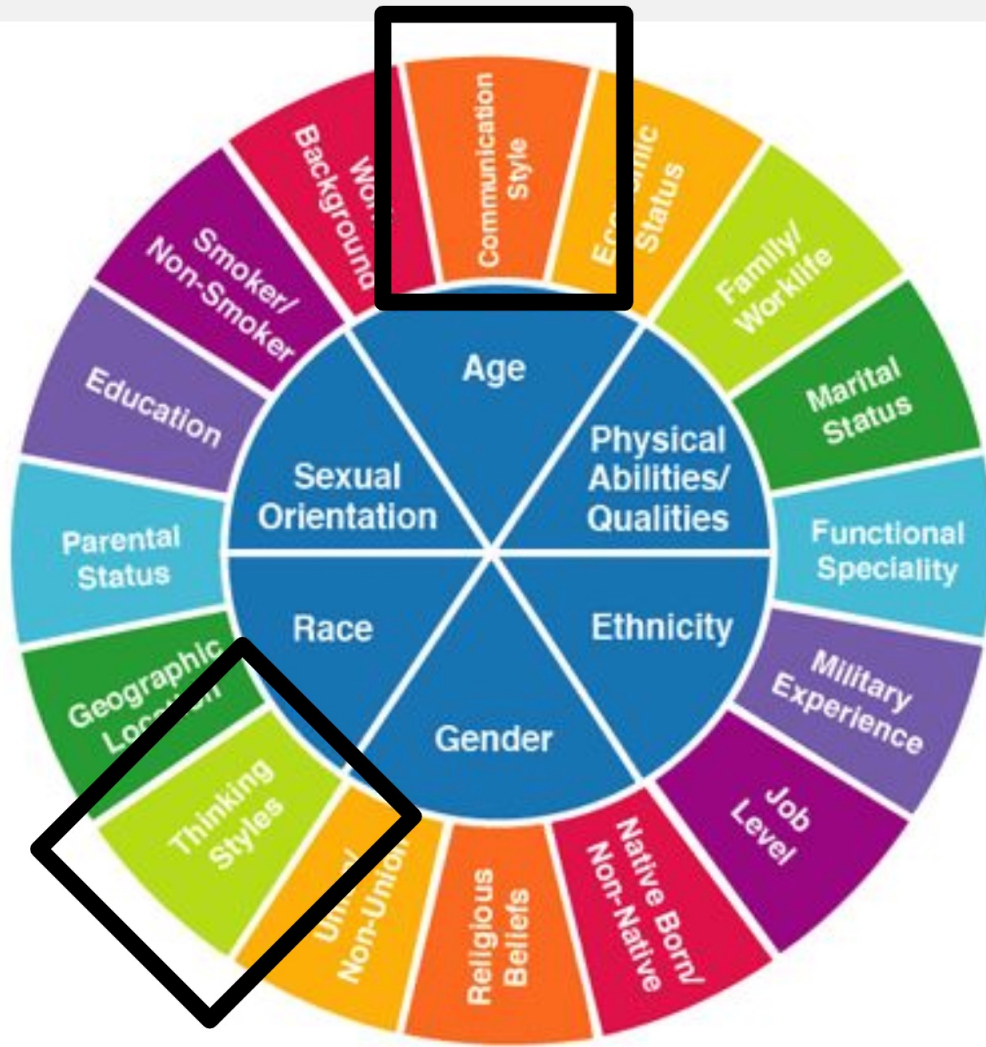 Communication
Style
Status
Family/
Worklife
Marital
Status
Functional
Speciality
Military
Experience
Job
Level
Native Born/
Non-Native
Religious
Beliefs
Non-Union
Thinking
Styles
Geographic
Parental
Status
Education
Smoker/
Non-Smoker
Background
Age
Physical
Abilities/
Qualities
Ethnicity
Gender
Race
Sexual
Orientation